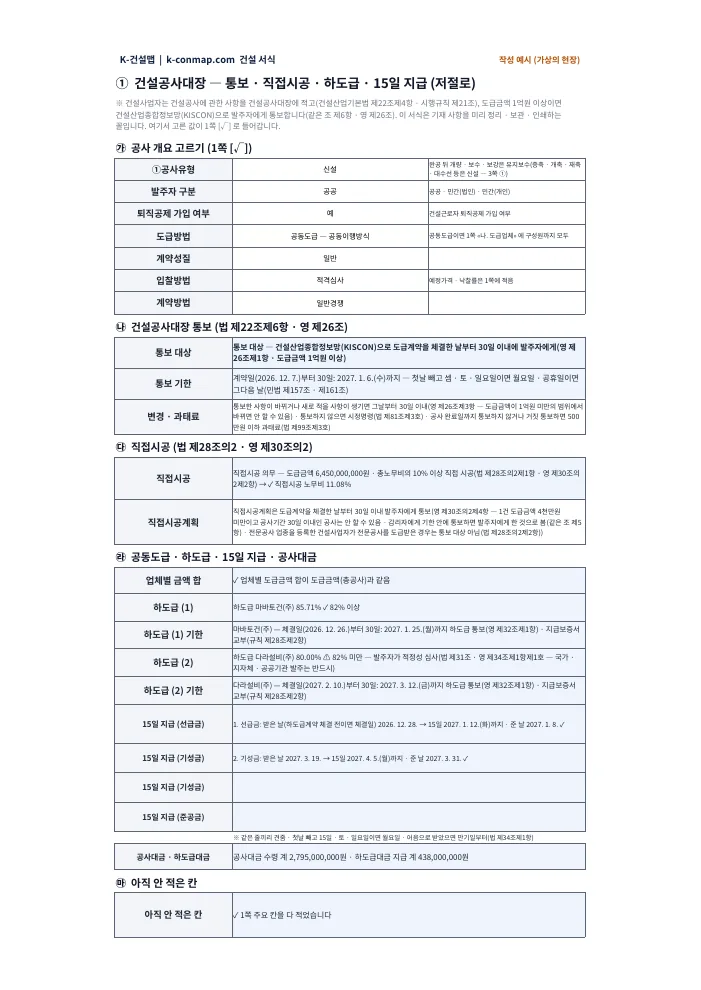 K-건설맵 | k-conmap.com 건설 서식
작성 예시 (가상의 현장)
① 건설공사대장 — 통보 · 직접시공 · 하도급 · 15일 지급 (저절로)
※ 건설사업자는 건설공사에 관한 사항을 건설공사대장에 적고(건설산업기본법 제22조제4항 · 시행규칙 제21조), 도급금액 1억원 이상이면
건설산업종합정보망(KISCON)으로 발주자에게 통보합니다(같은 조 제6항 · 영 제26조). 이 서식은 기재 사항을 미리 정리 · 보관 · 인쇄하는
풀입니다. 여기서 고른 값이 1쪽 [√] 로 들어갑니다.
㉮ 공사 개요 고르기 (1쪽 [√])
①공사유형
신설
완공 뒤 개량 · 보수 · 보강은 유지보수(증축 · 개축 · 재축
· 대수선 등은 신설 — 3쪽 ①)
발주자 구분
공공
공공 · 민간(법인) · 민간(개인)
퇴직공제 가입 여부
예
건설근로자 퇴직공제 가입 여부
도급방법
공동도급 — 공동이행방식
공동도급이면 1쪽 «나. 도급업체» 에 구성원까지 모두
계약성질
일반
입찰방법
적격심사
예정가격 · 낙찰률은 1쪽에 적음
계약방법
일반경쟁
㉯ 건설공사대장 통보 (법 제22조제6항 · 영 제26조)
통보 대상
통보 대상 — 건설산업종합정보망(KISCON)으로 도급계약을 체결한 날부터 30일 이내에 발주자에게(영 제
26조제1항 · 도급금액 1억원 이상)
통보 기한
계약일(2026. 12. 7.)부터 30일: 2027. 1. 6.(수)까지 — 첫날 빼고 셈 · 토 · 일요일이면 월요일 · 공휴일이면
그다음 날(민법 제157조 · 제161조)
변경 · 과태료
통보한 사항이 바뀌거나 새로 적을 사항이 생기면 그날부터 30일 이내(영 제26조제3항 — 도급금액이 1억원 미만의 범위에서
바뀌면 안 할 수 있음) · 통보하지 않으면 시정명령(법 제81조제3호) · 공사 완료일까지 통보하지 않거나 거짓 통보하면 500
만원 이하 과태료(법 제99조제3호)
㉰ 직접시공 (법 제28조의2 · 영 제30조의2)
직접시공
직접시공 의무 — 도급금액 6,450,000,000원 · 총노무비의 10% 이상 직접 시공(법 제28조의2제1항 · 영 제30조의
2제2항) → ✓ 직접시공 노무비 11.08%
직접시공계획
직접시공계획은 도급계약을 체결한 날부터 30일 이내 발주자에게 통보(영 제30조의2제4항 — 1건 도급금액 4천만원
미만이고 공사기간 30일 이내인 공사는 안 할 수 있음 · 감리자에게 기한 안에 통보하면 발주자에게 한 것으로 봄(같은 조 제5
항) · 전문공사 업종을 등록한 건설사업자가 전문공사를 도급받은 경우는 통보 대상 아님(법 제28조의2제2항))
㉱ 공동도급 · 하도급 · 15일 지급 · 공사대금
업체별 금액 합
✓ 업체별 도급금액 합이 도급금액(총공사)과 같음
하도급 (1)
하도급 마바토건(주) 85.71% ✓ 82% 이상
하도급 (1) 기한
마바토건(주) — 체결일(2026. 12. 26.)부터 30일: 2027. 1. 25.(월)까지 하도급 통보(영 제32조제1항) · 지급보증서
교부(규칙 제28조제2항)
하도급 (2)
하도급 다라설비(주) 80.00% ⚠ 82% 미만 — 발주자가 적정성 심사(법 제31조 · 영 제34조제1항제1호 — 국가 ·
지자체 · 공공기관 발주는 반드시)
하도급 (2) 기한
다라설비(주) — 체결일(2027. 2. 10.)부터 30일: 2027. 3. 12.(금)까지 하도급 통보(영 제32조제1항) · 지급보증서
교부(규칙 제28조제2항)
15일 지급 (선급금)
1. 선급금: 받은 날(하도급계약 체결 전이면 체결일) 2026. 12. 28. → 15일 2027. 1. 12.(화)까지 · 준 날 2027. 1. 8. ✓
15일 지급 (기성금)
2. 기성금: 받은 날 2027. 3. 19. → 15일 2027. 4. 5.(월)까지 · 준 날 2027. 3. 31. ✓
15일 지급 (기성금)
15일 지급 (준공금)
※ 같은 줄끼리 견줌 · 첫날 빼고 15일 · 토 · 일요일이면 월요일 · 어음으로 받았으면 만기일부터(법 제34조제1항)
공사대금 · 하도급대금
공사대금 수령 계 2,795,000,000원 · 하도급대금 지급 계 438,000,000원
㉲ 아직 안 적은 칸
아직 안 적은 칸
✓ 1쪽 주요 칸을 다 적었습니다